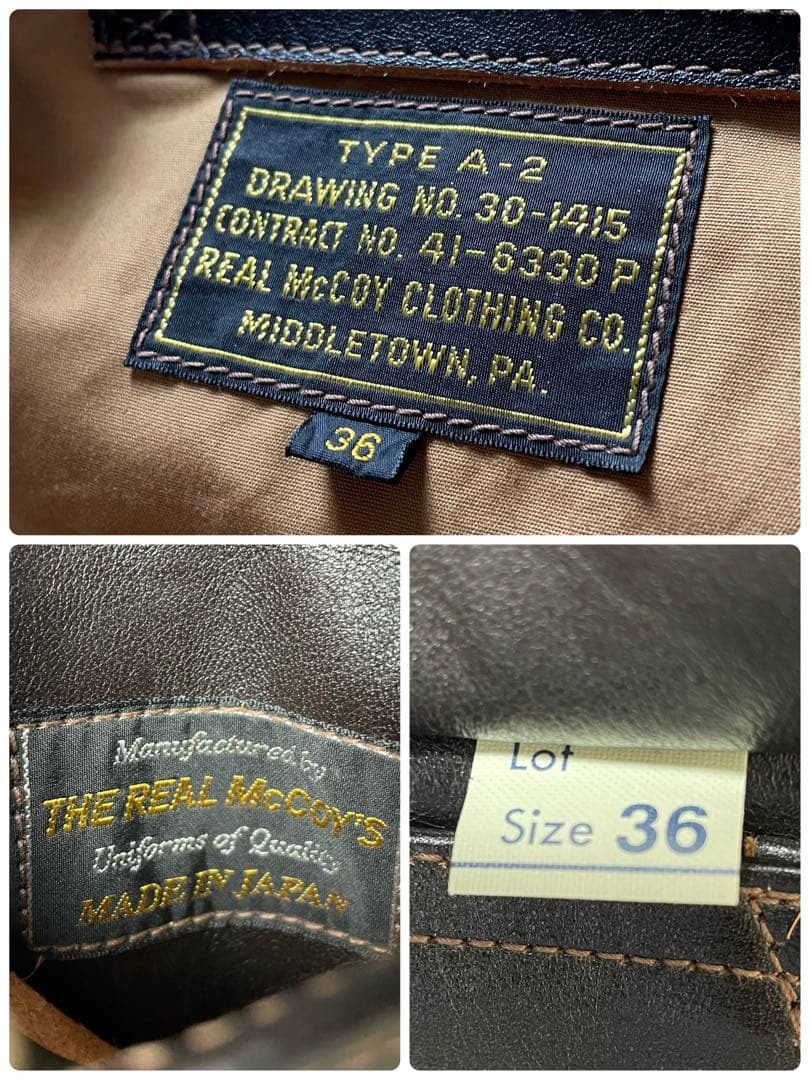 TYPE A-2
DRAWING NO. 30-1415
CONTRACT NO. 41-6330 P
REAL McCOY CLOTHING CO.
MIDDLETOWN, PA.
36
Manufactured by
THE REAL McCOY'S
Uniforms of Quality
MADE IN JAPAN
Lot
Size 36